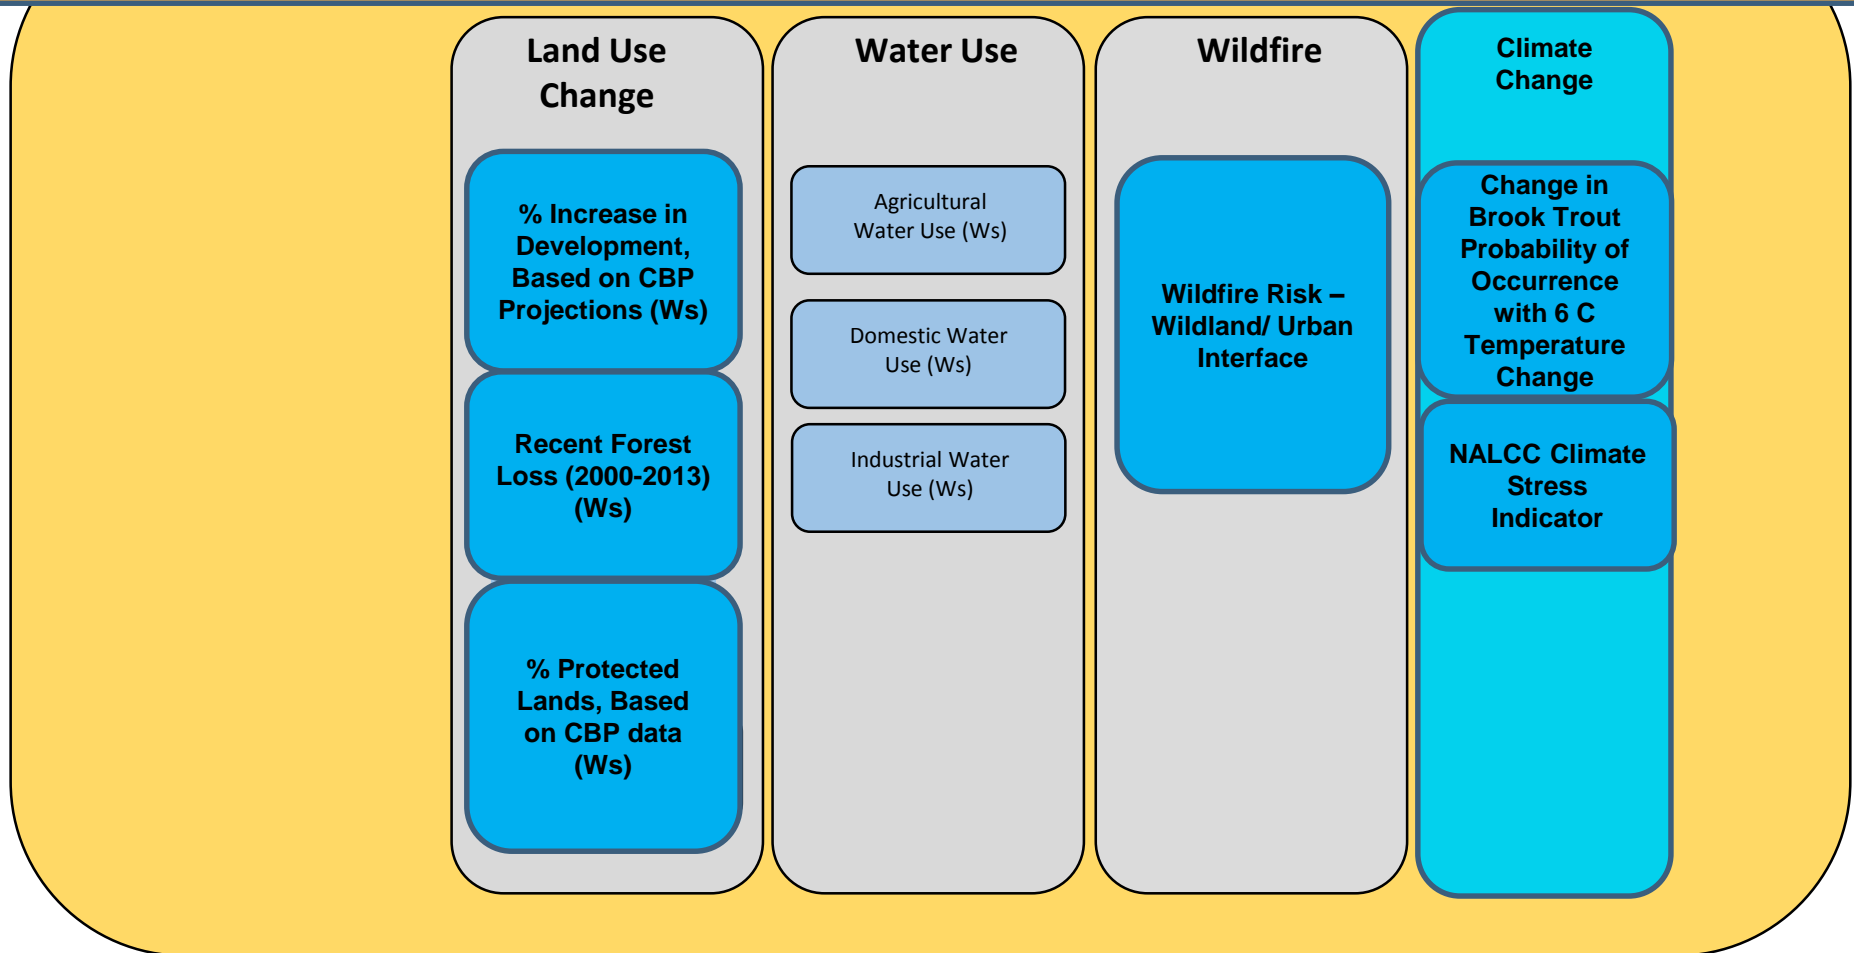 Land Use
Change
% Increase in
Development,
Based on CBP
Projections (Ws)
Recent Forest
Loss (2000-2013)
(Ws)
% Protected
Lands, Based
on CBP data
(Ws)
Water Use
Agricultural
Water Use (Ws)
Domestic Water
Use (Ws)
Industrial Water
Use (Ws)
Wildfire
Wildfire Risk –
Wildland/ Urban
Interface
Climate
Change
Change in
Brook Trout
Probability of
Occurrence
with 6 C
Temperature
Change
NALCC Climate
Stress
Indicator